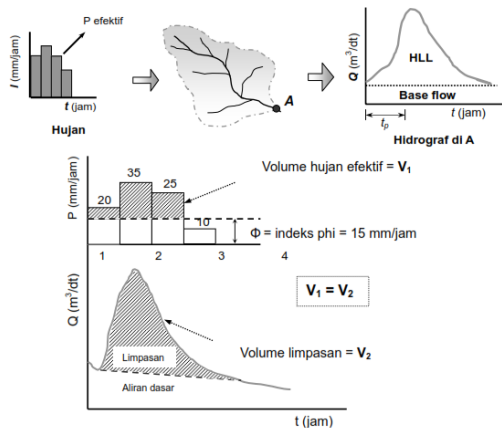 P efektif
I (mm/jam)
t (jam)
Hujan
A
Q (m³/dt)
HLL
Base flow
tp
t (jam)
Hidrograf di A
P (mm/jam)
20
35
25
10
Volume hujan efektif = V₁
Φ = indeks phi = 15 mm/jam
1
2
3
4
Q (m³/dt)
V₁ = V₂
Limpasan
Volume limpasan = V₂
Aliran dasar
t (jam)